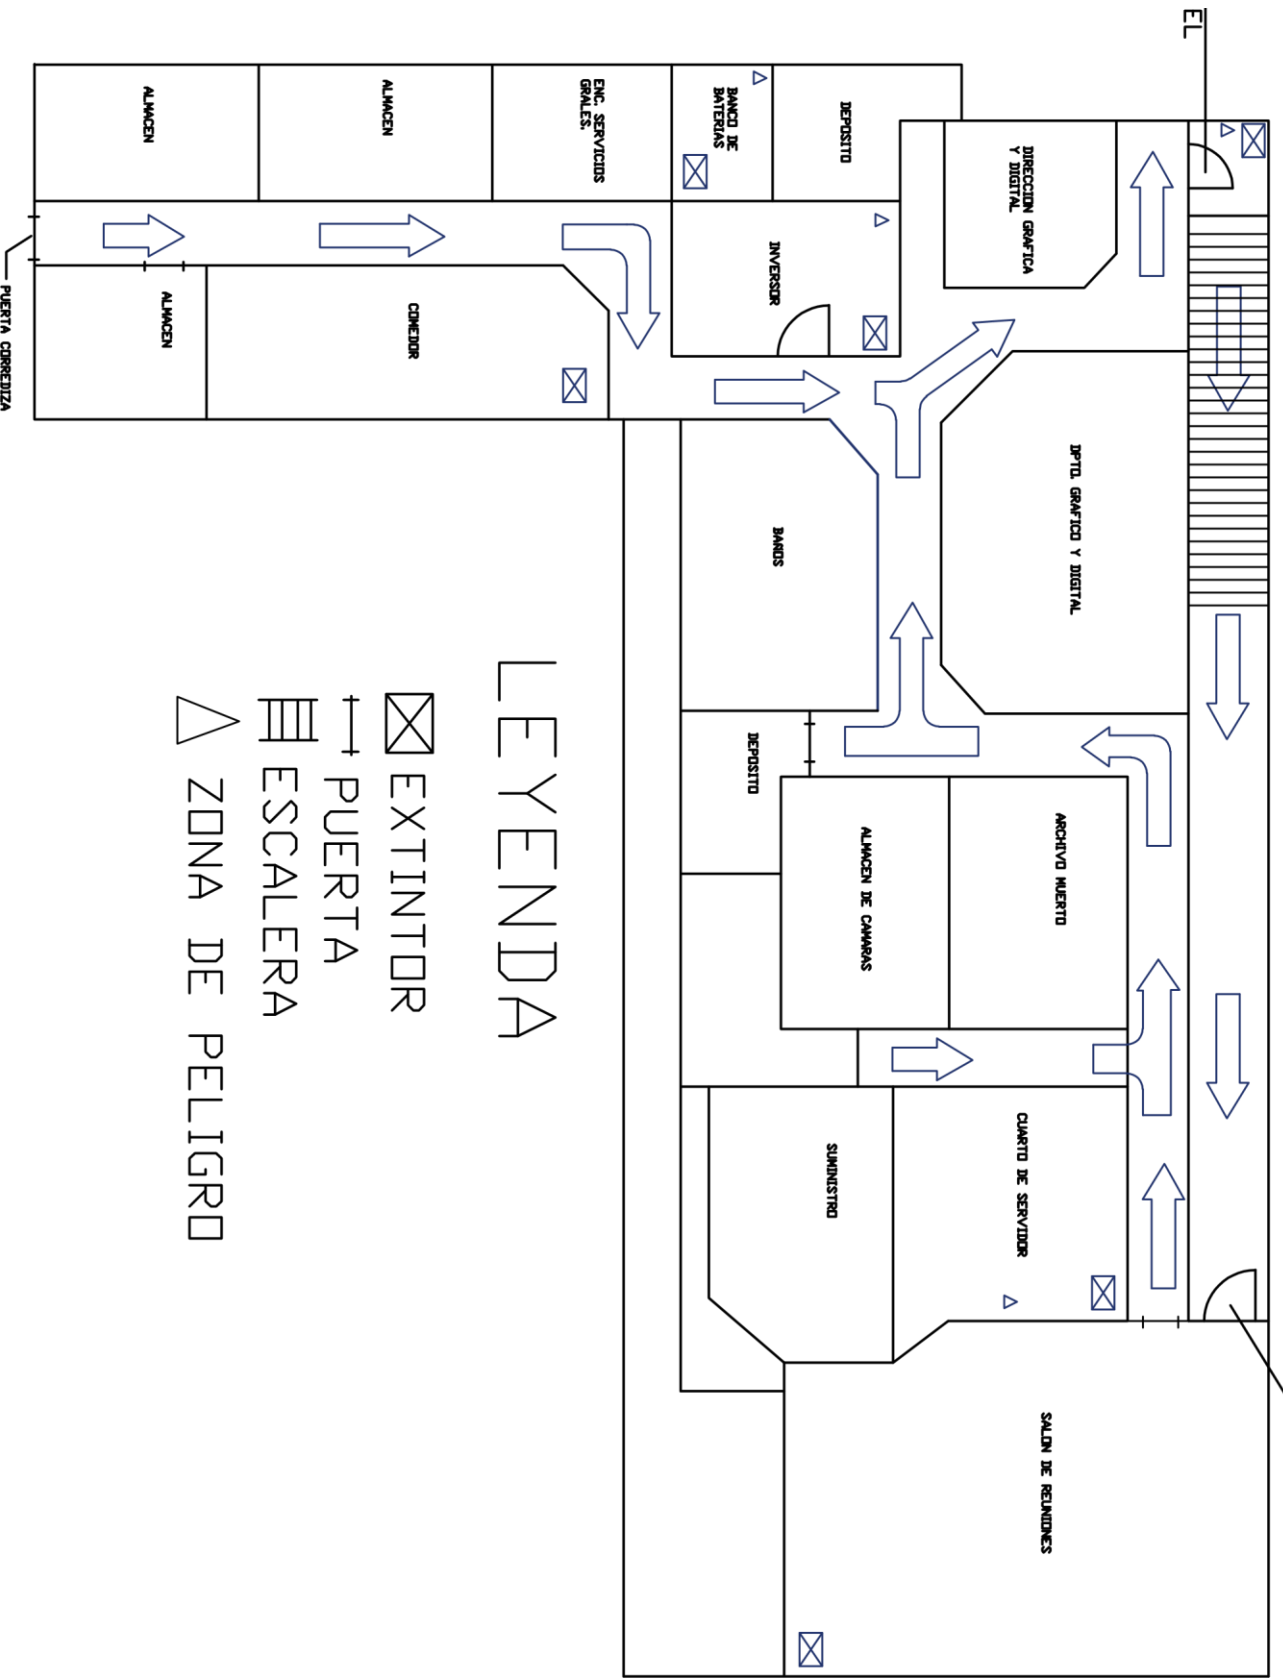 EL
DIRECCION GRAFICA
Y DIGITAL
DPTO. GRAFICO Y DIGITAL
ARCHIVO MUERTO
CUARTO DE SERVIDOR
SALON DE REUNIONES
DEPOSITO
INVERSOR
BANCO DE
BATERIAS
BAÑOS
DEPOSITO
ALMACEN DE CAMARAS
SUMINISTRO
ENC. SERVICIOS
GRALES.
ALMACEN
ALMACEN
COMEDOR
ALMACEN
PUERTA CORREDIZA
LEYENDA
EXTINTOR
PUERTA
ESCALERA
ZONA DE PELIGRO